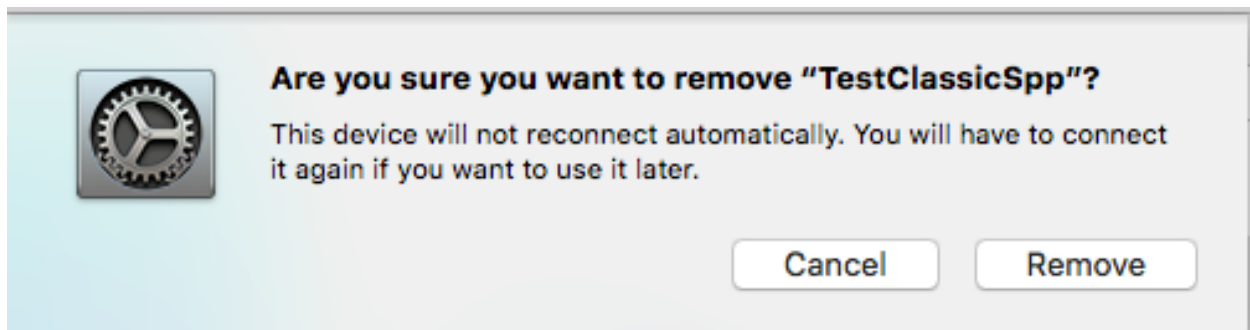 Are you sure you want to remove “TestClassicSpp”?
This device will not reconnect automatically. You will have to connect
it again if you want to use it later.
Cancel
Remove